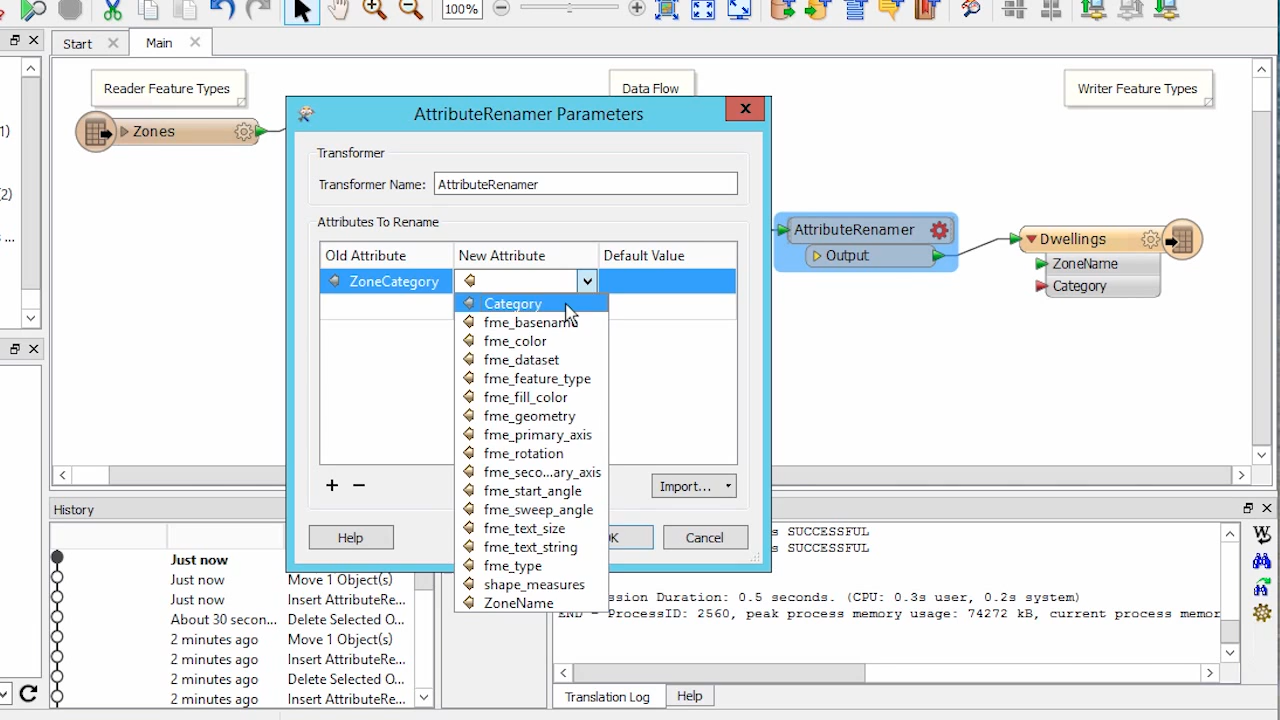 100%
Start
Main
Reader Feature Types
Data Flow
Writer Feature Types
Zones
AttributeRenamer Parameters
Transformer
Transformer Name: AttributeRenamer
Attributes To Rename
Old Attribute New Attribute Default Value
ZoneCategory
Category
fme_basename
fme_color
fme_dataset
fme_feature_type
fme_fill_color
fme_geometry
fme_primary_axis
fme_rotation
fme_seco...ary_axis
fme_start_angle
fme_sweep_angle
fme_text_size
fme_text_string
fme_type
shape_measures
ZoneName
Import...
Help
Cancel
AttributeRenamer
Output
Dwellings
ZoneName
Category
1)
(2)
...
History
Just now
Just now Move 1 Object(s)
Just now Insert AttributeRe...
About 30 secon... Delete Selected O...
2 minutes ago Move 1 Object(s)
2 minutes ago Insert AttributeRe...
2 minutes ago Delete Selected O...
2 minutes ago Insert AttributeRe...
s SUCCESSFUL
s SUCCESSFUL
ession Duration: 0.5 seconds. (CPU: 0.3s user, 0.2s system)
END - ProcessID: 2560, peak process memory usage: 74272 kB, current process memor
Translation Log
Help